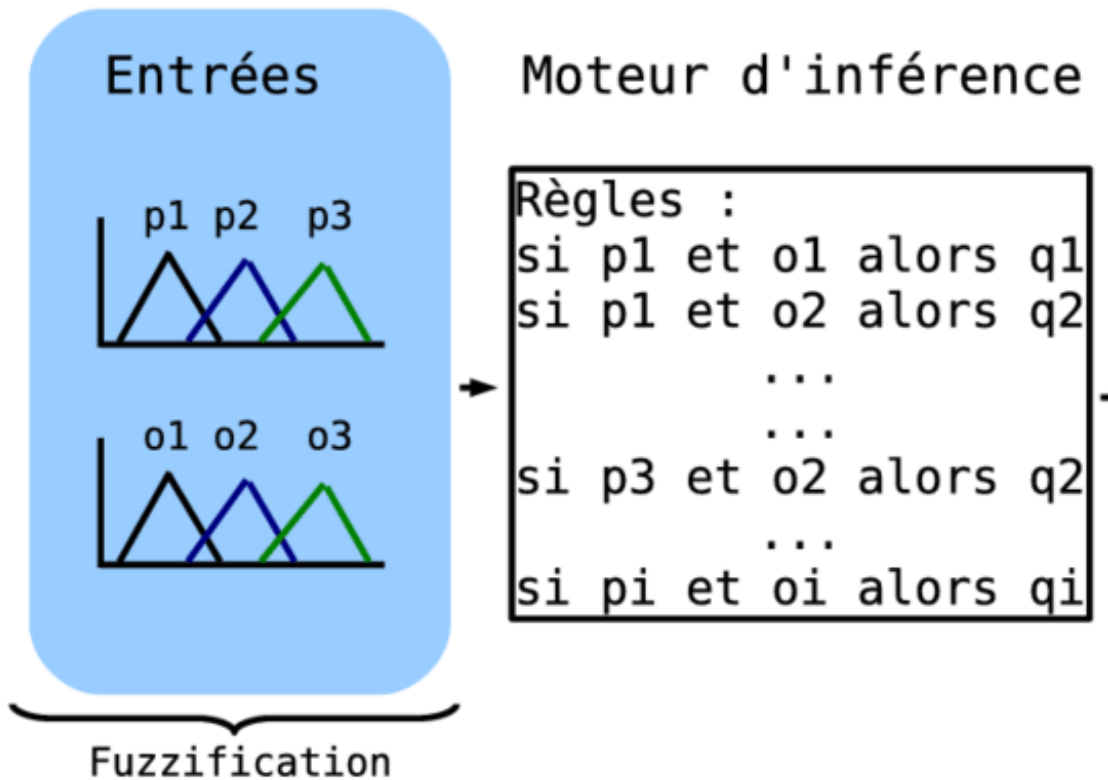 Entrées
p1 p2 p3
o1 o2 o3
Fuzzification
Moteur d'inférence
Règles :
si p1 et o1 alors q1
si p1 et o2 alors q2
...
...
si p3 et o2 alors q2
...
si pi et oi alors qi